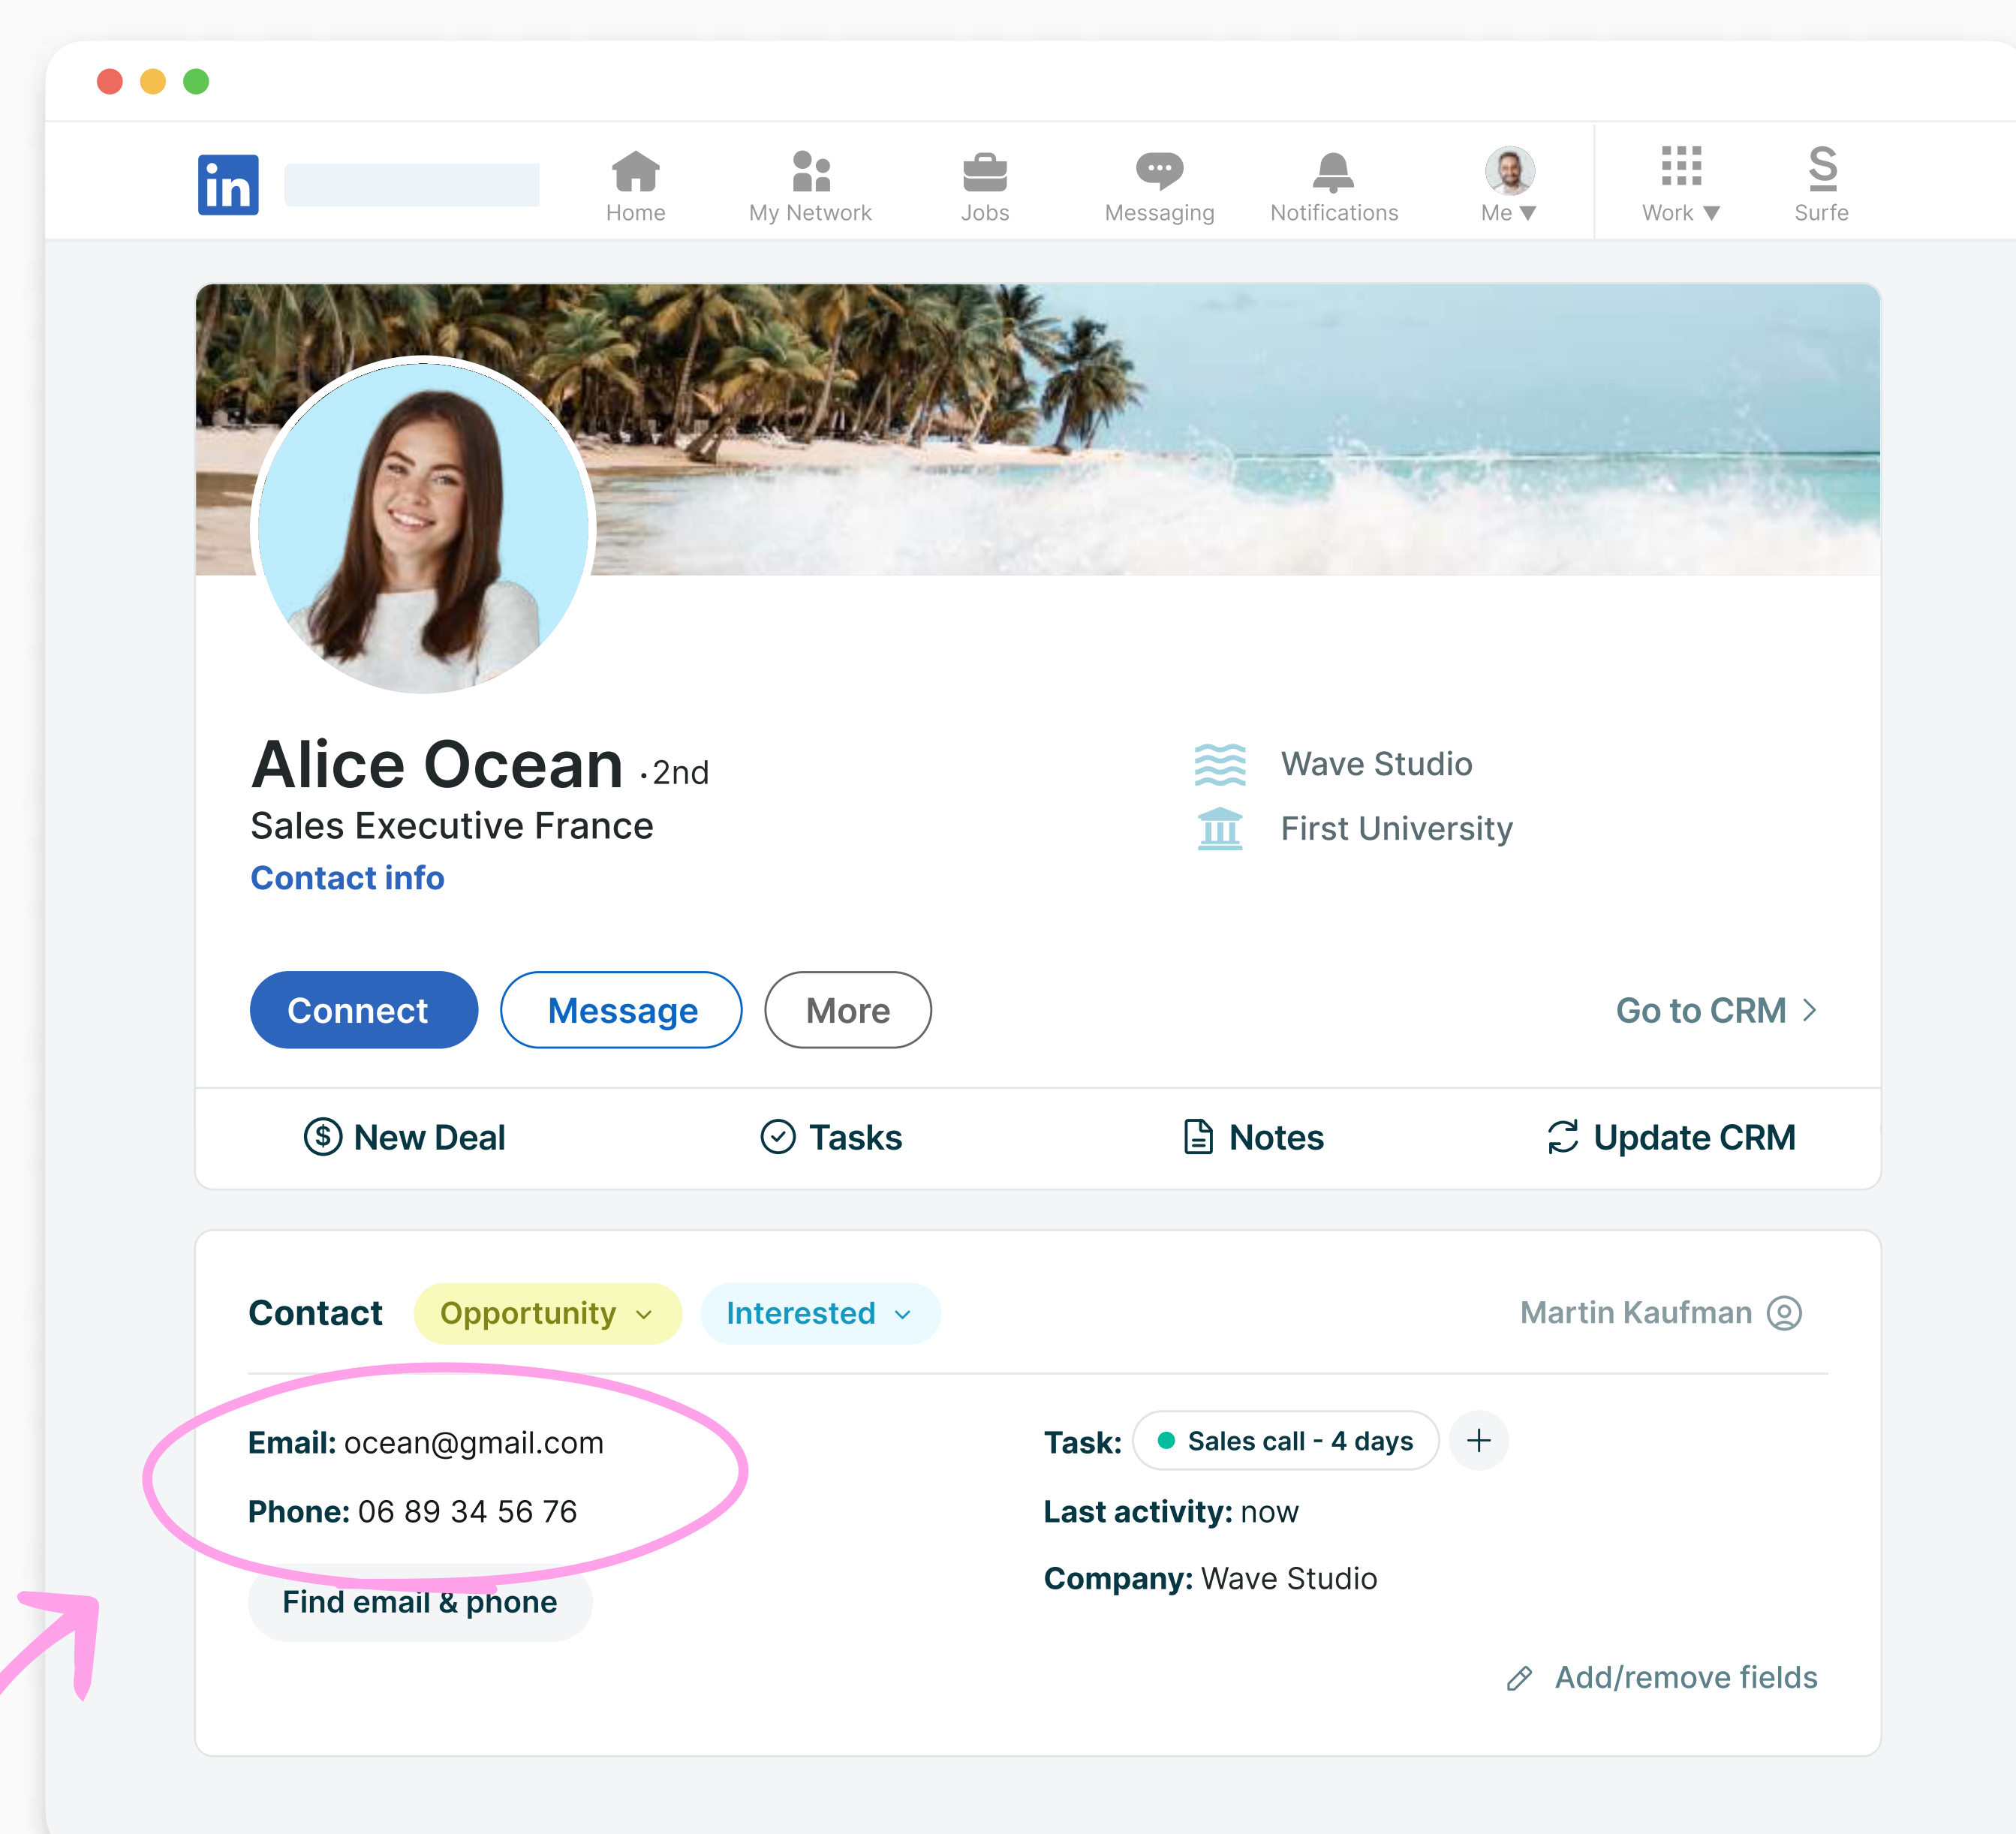 in
Home
My Network
Jobs
Messaging
Notifications
Me ▼
Work ▼
S
Surfe
Alice Ocean · 2nd
Wave Studio
Sales Executive France
First University
Contact info
Connect
Message
More
Go to CRM >
$ New Deal
Tasks
Notes
Update CRM
Contact
Opportunity
Interested
Martin Kaufman
Email: ocean@gmail.com
Phone: 06 89 34 56 76
Find email & phone
Task: Sales call - 4 days +
Last activity: now
Company: Wave Studio
Add/remove fields